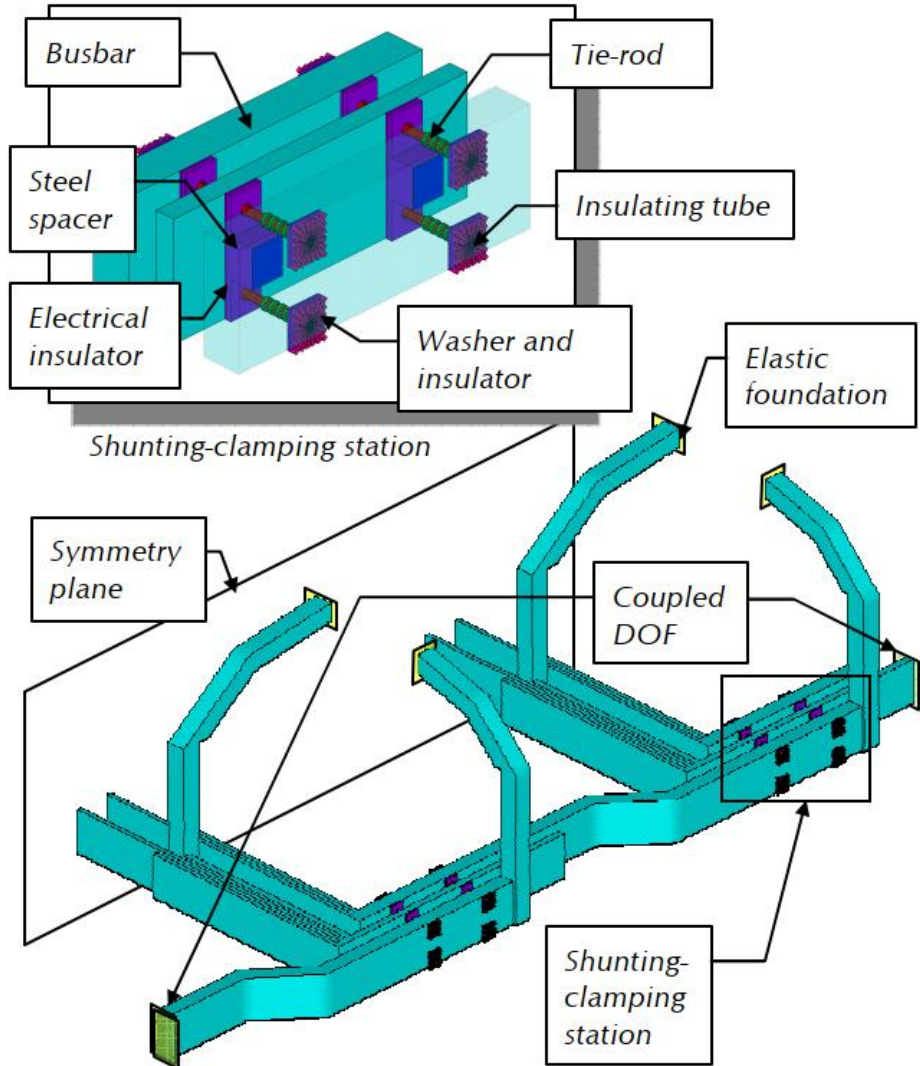 Busbar
Tie-rod
Steel
spacer
Insulating tube
Electrical
insulator
Washer and
insulator
Elastic
foundation
Shunting-clamping station
Symmetry
plane
Coupled
DOF
Shunting-
clamping
station